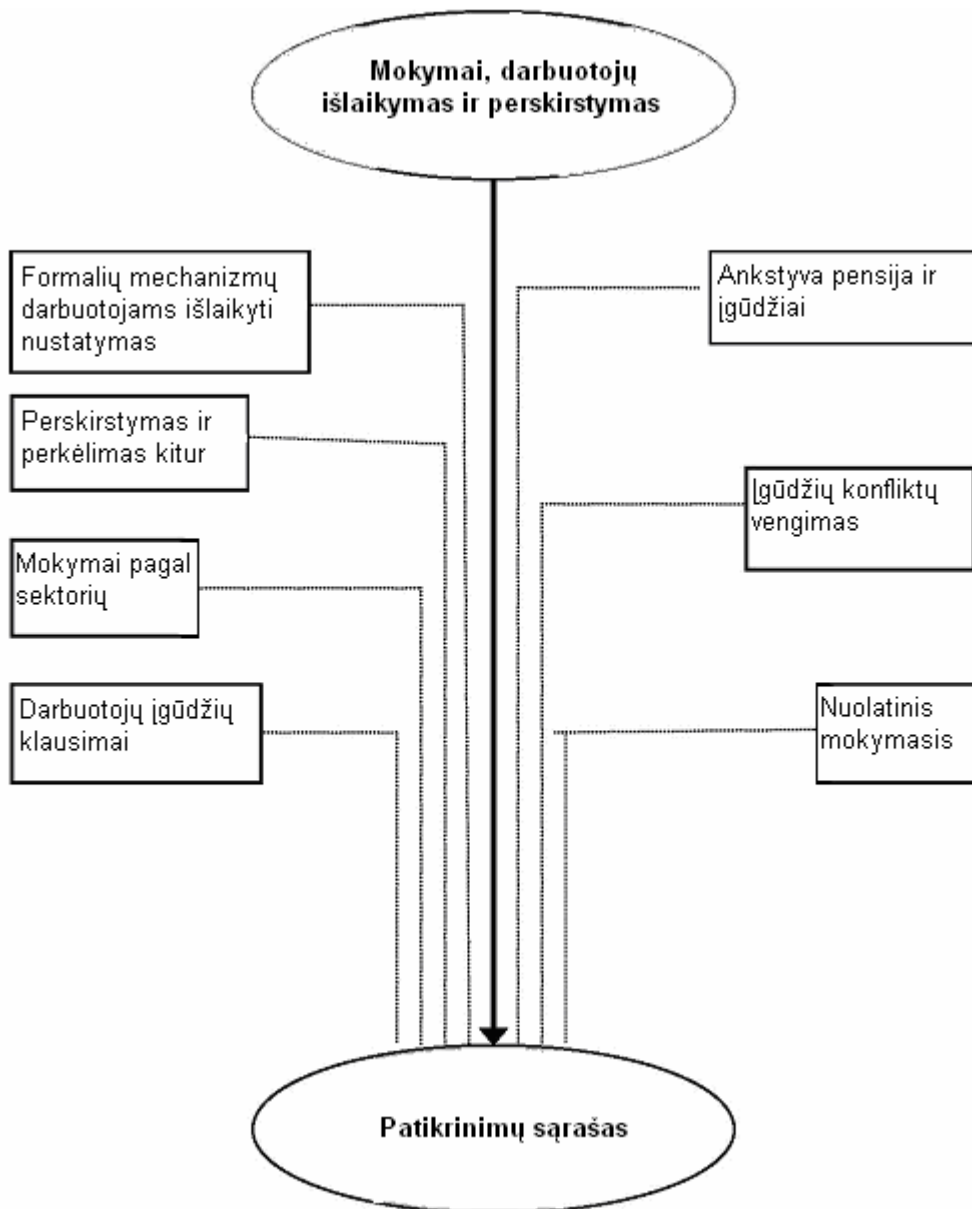 Mokymai, darbuotojų
išlaikymas ir perskirstymas
Formalių mechanizmų
darbuotojams išlaikyti
nustatymas
Ankstyva pensija ir
įgūdžiai
Perskirstymas ir
perkėlimas kitur
Įgūdžių konfliktų
vengimas
Mokymai pagal
sektorių
Darbuotojų įgūdžių
klausimai
Nuolatinis
mokymasis
Patikrinimų sąrašas